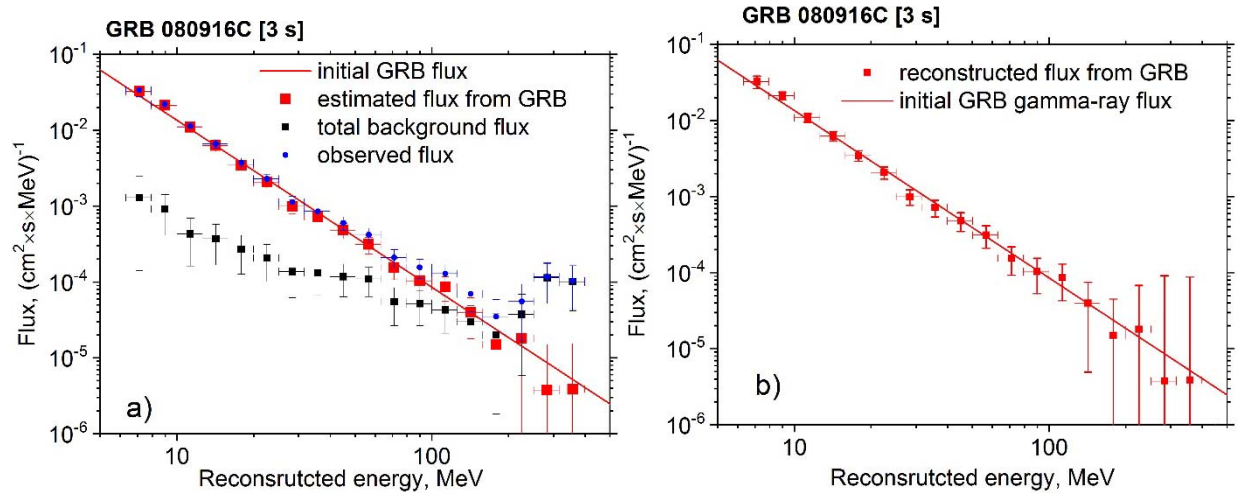 GRB 080916C [3 s]
10⁻¹
10⁻²
10⁻³
10⁻⁴
10⁻⁵
10⁻⁶
Flux, (cm²×s×MeV)⁻¹
initial GRB flux
estimated flux from GRB
total background flux
observed flux
a)
10
100
Reconsrutcted energy, MeV
GRB 080916C [3 s]
10⁻¹
10⁻²
10⁻³
10⁻⁴
10⁻⁵
10⁻⁶
Flux, (cm²×s×MeV)⁻¹
reconstructed flux from GRB
initial GRB gamma-ray flux
b)
10
100
Reconsrutcted energy, MeV